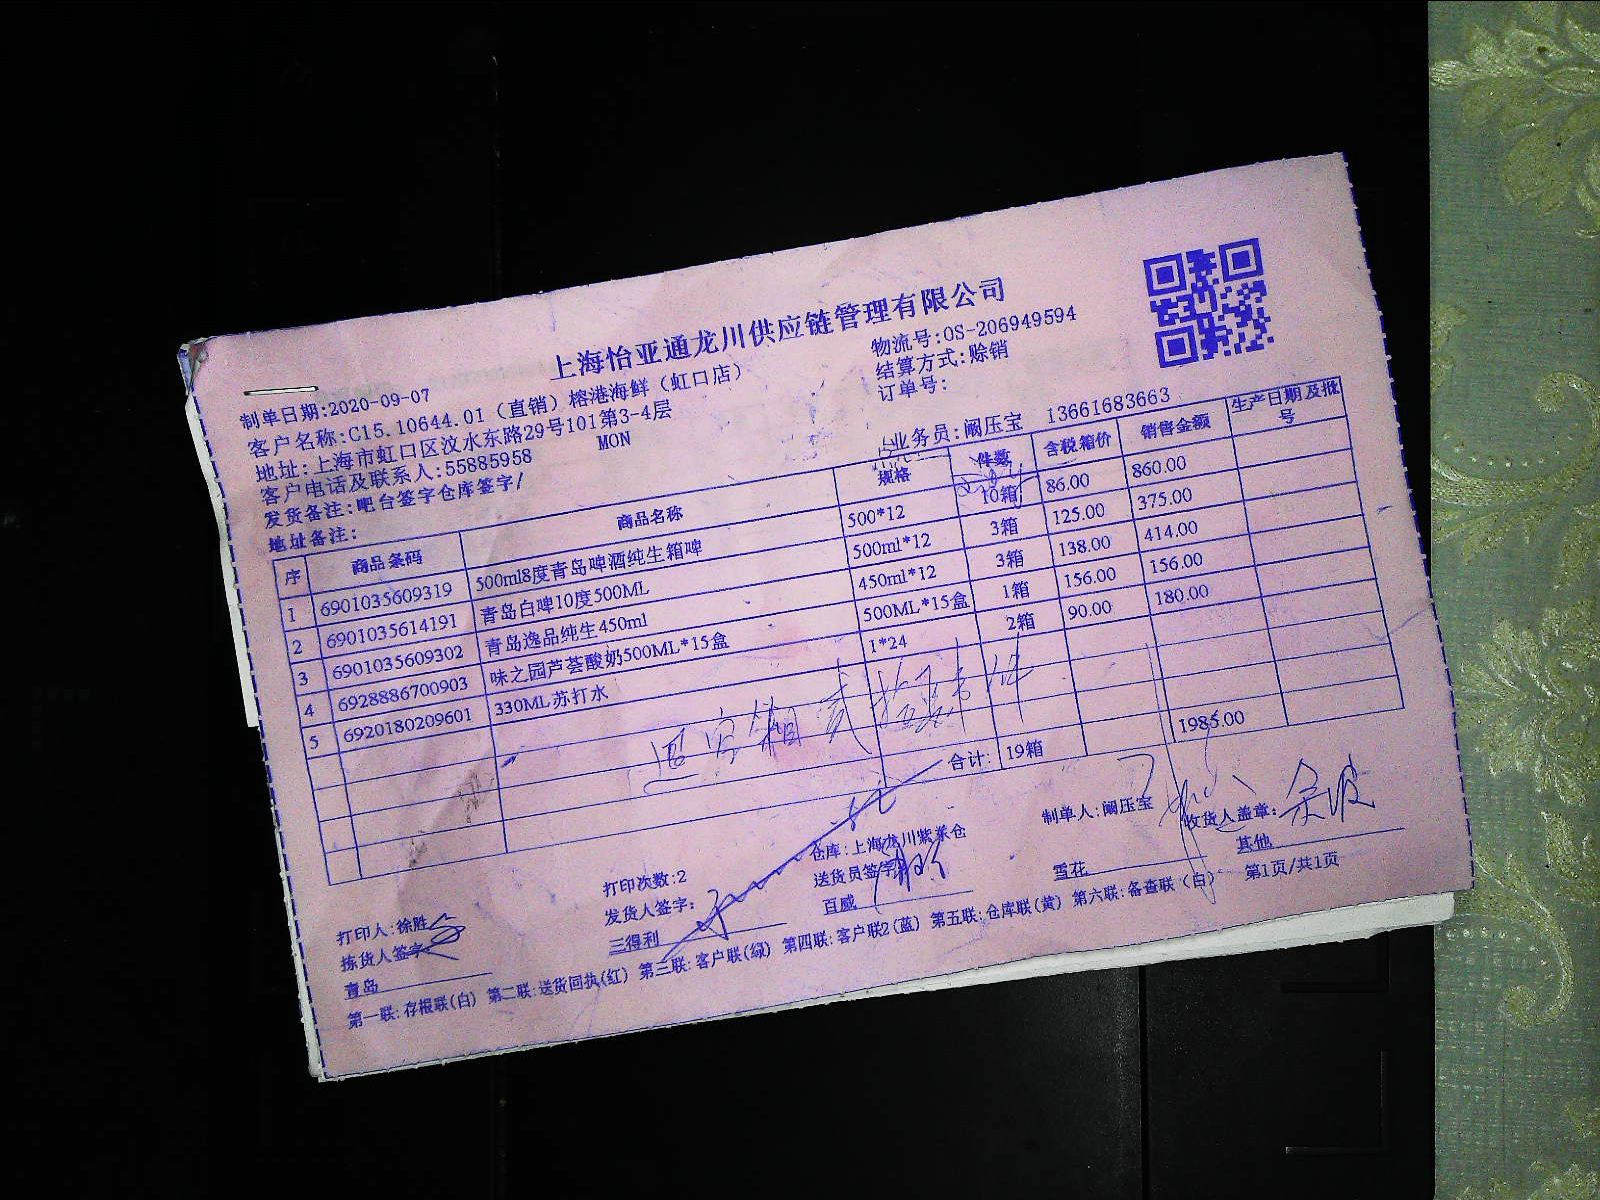 上海怡亚通龙川供应链管理有限公司
制单日期:2020-09-07
物流号:OS-206949594
客户名称:C15.10644.01（直销）榕港海鲜（虹口店）
结算方式:赊销
地址:上海市虹口区汶水东路29号101第3-4层
订单号:
客户电话及联系人:55885958 MON
业务员:阚压宝 13661683663
发货备注:吧台签字仓库签字/
地址备注:
序 商品条码 商品名称 规格 件数 含税箱价 销售金额 生产日期及批号
1 6901035609319 500ml8度青岛啤酒纯生箱啤 500*12 10箱 86.00 860.00
2 6901035614191 青岛白啤10度500ML 500ml*12 3箱 125.00 375.00
3 6901035609302 青岛逸品纯生450ml 450ml*12 3箱 138.00 414.00
4 6928886700903 味之园芦荟酸奶500ML*15盒 500ML*15盒 1箱 156.00 156.00
5 6920180209601 330ML苏打水 1*24 2箱 90.00 180.00
合计: 19箱 1985.00
打印人:徐胜
打印次数:2
仓库:上海龙川紫莱仓
制单人:阚压宝
收货人盖章:
拣货人签字
发货人签字:
送货员签字
其他
青岛
三得利
百威
雪花
第1页/共1页
第一联:存根联(白) 第二联:送货回执(红) 第三联:客户联(绿) 第四联:客户联2(蓝) 第五联:仓库联(黄) 第六联:备查联(白)